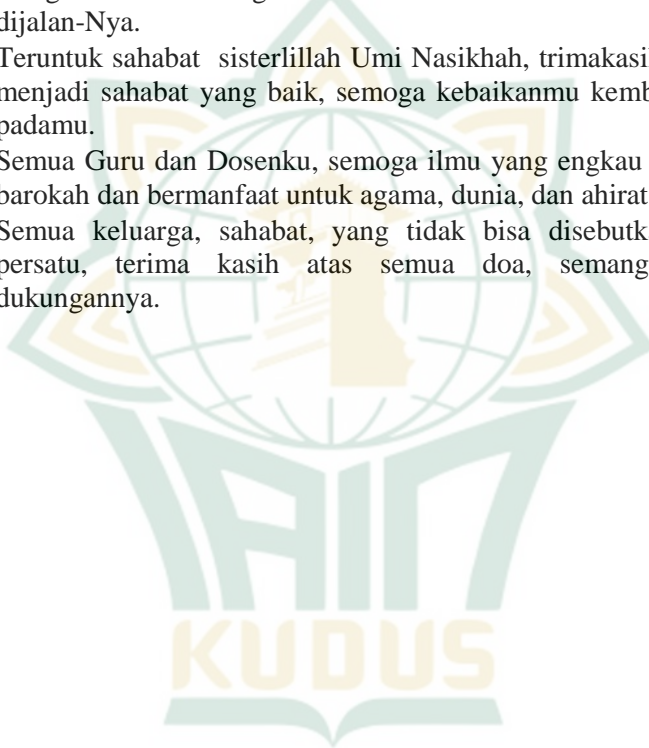 dijalan-Nya.
Teruntuk sahabat sisterlillah Umi Nasikhah, trimakasi
menjadi sahabat yang baik, semoga kebaikanmu kemb
padamu.
Semua Guru dan Dosenku, semoga ilmu yang engkau
barokah dan bermanfaat untuk agama, dunia, dan ahirat
Semua keluarga, sahabat, yang tidak bisa disebutk
persatu, terima kasih atas semua doa, semang
dukungannya.
IAIN
KUDUS